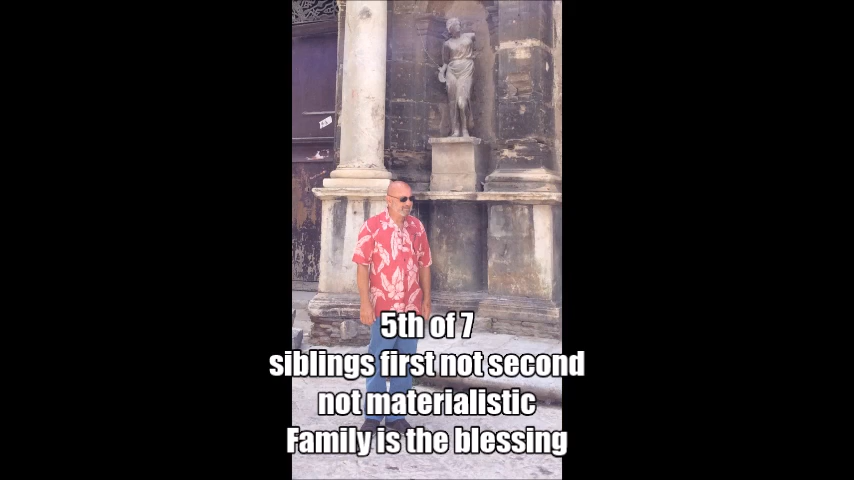 5th of 7
siblings first not second
not materialistic
Family is the blessing